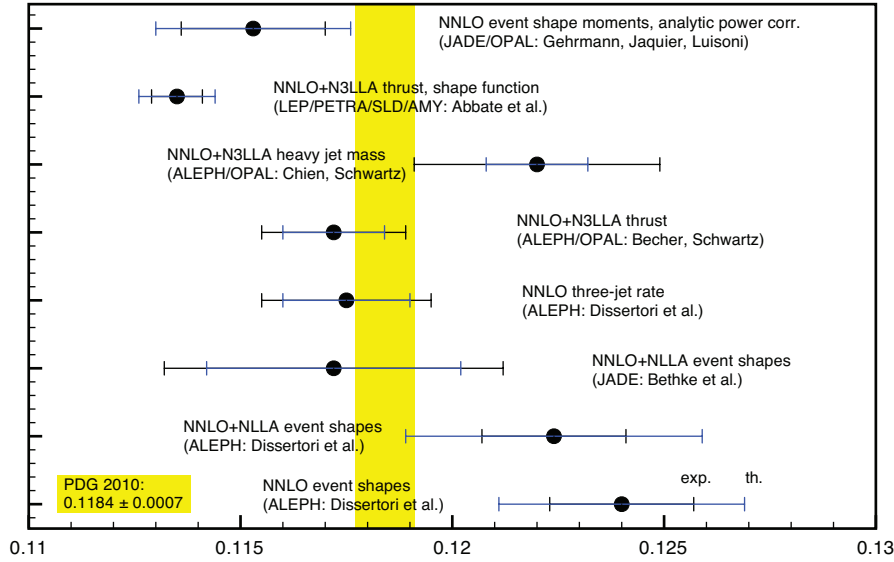 NNLO event shape moments, analytic power corr.
(JADE/OPAL: Gehrmann, Jaquier, Luisoni)
NNLO+N3LLA thrust, shape function
(LEP/PETRA/SLD/AMY: Abbate et al.)
NNLO+N3LLA heavy jet mass
(ALEPH/OPAL: Chien, Schwartz)
NNLO+N3LLA thrust
(ALEPH/OPAL: Becher, Schwartz)
NNLO three-jet rate
(ALEPH: Dissertori et al.)
NNLO+NLLA event shapes
(JADE: Bethke et al.)
NNLO+NLLA event shapes
(ALEPH: Dissertori et al.)
PDG 2010:
0.1184 ± 0.0007
NNLO event shapes
(ALEPH: Dissertori et al.)
exp. th.
0.11 0.115 0.12 0.125 0.13